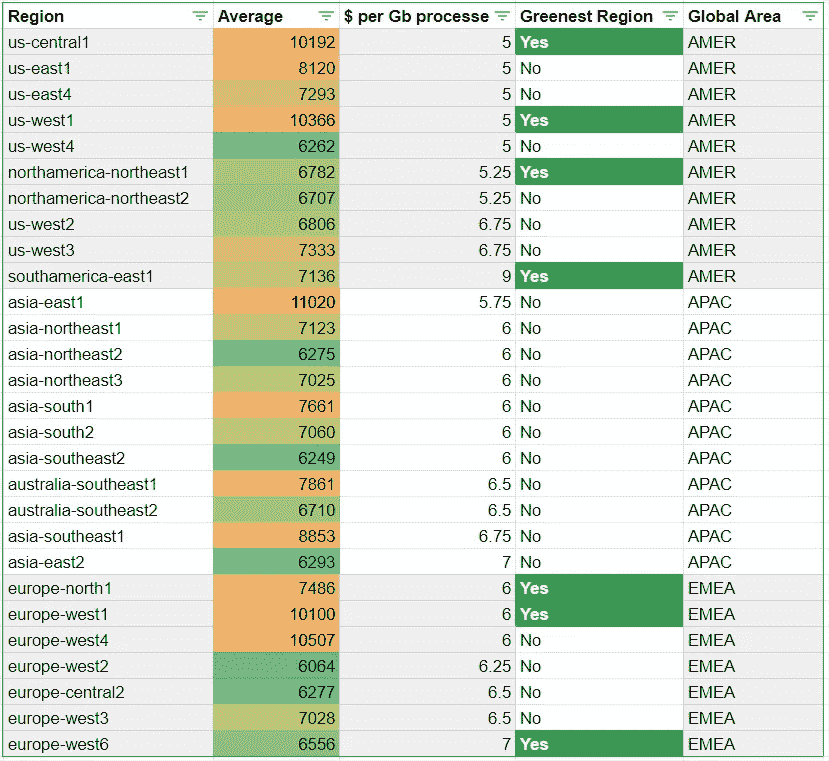 Region Average $ per Gb processe Greenest Region Global Area
us-central1 10192 5 Yes AMER
us-east1 8120 5 No AMER
us-east4 7293 5 No AMER
us-west1 10366 5 Yes AMER
us-west4 6262 5 No AMER
northamerica-northeast1 6782 5.25 Yes AMER
northamerica-northeast2 6707 5.25 No AMER
us-west2 6806 6.75 No AMER
us-west3 7333 6.75 No AMER
southamerica-east1 7136 9 Yes AMER
asia-east1 11020 5.75 No APAC
asia-northeast1 7123 6 No APAC
asia-northeast2 6275 6 No APAC
asia-northeast3 7025 6 No APAC
asia-south1 7661 6 No APAC
asia-south2 7060 6 No APAC
asia-southeast2 6249 6 No APAC
australia-southeast1 7861 6.5 No APAC
australia-southeast2 6710 6.5 No APAC
asia-southeast1 8853 6.75 No APAC
asia-east2 6293 7 No APAC
europe-north1 7486 6 Yes EMEA
europe-west1 10100 6 Yes EMEA
europe-west4 10507 6 No EMEA
europe-west2 6064 6.25 No EMEA
europe-central2 6277 6.5 No EMEA
europe-west3 7028 6.5 No EMEA
europe-west6 6556 7 Yes EMEA